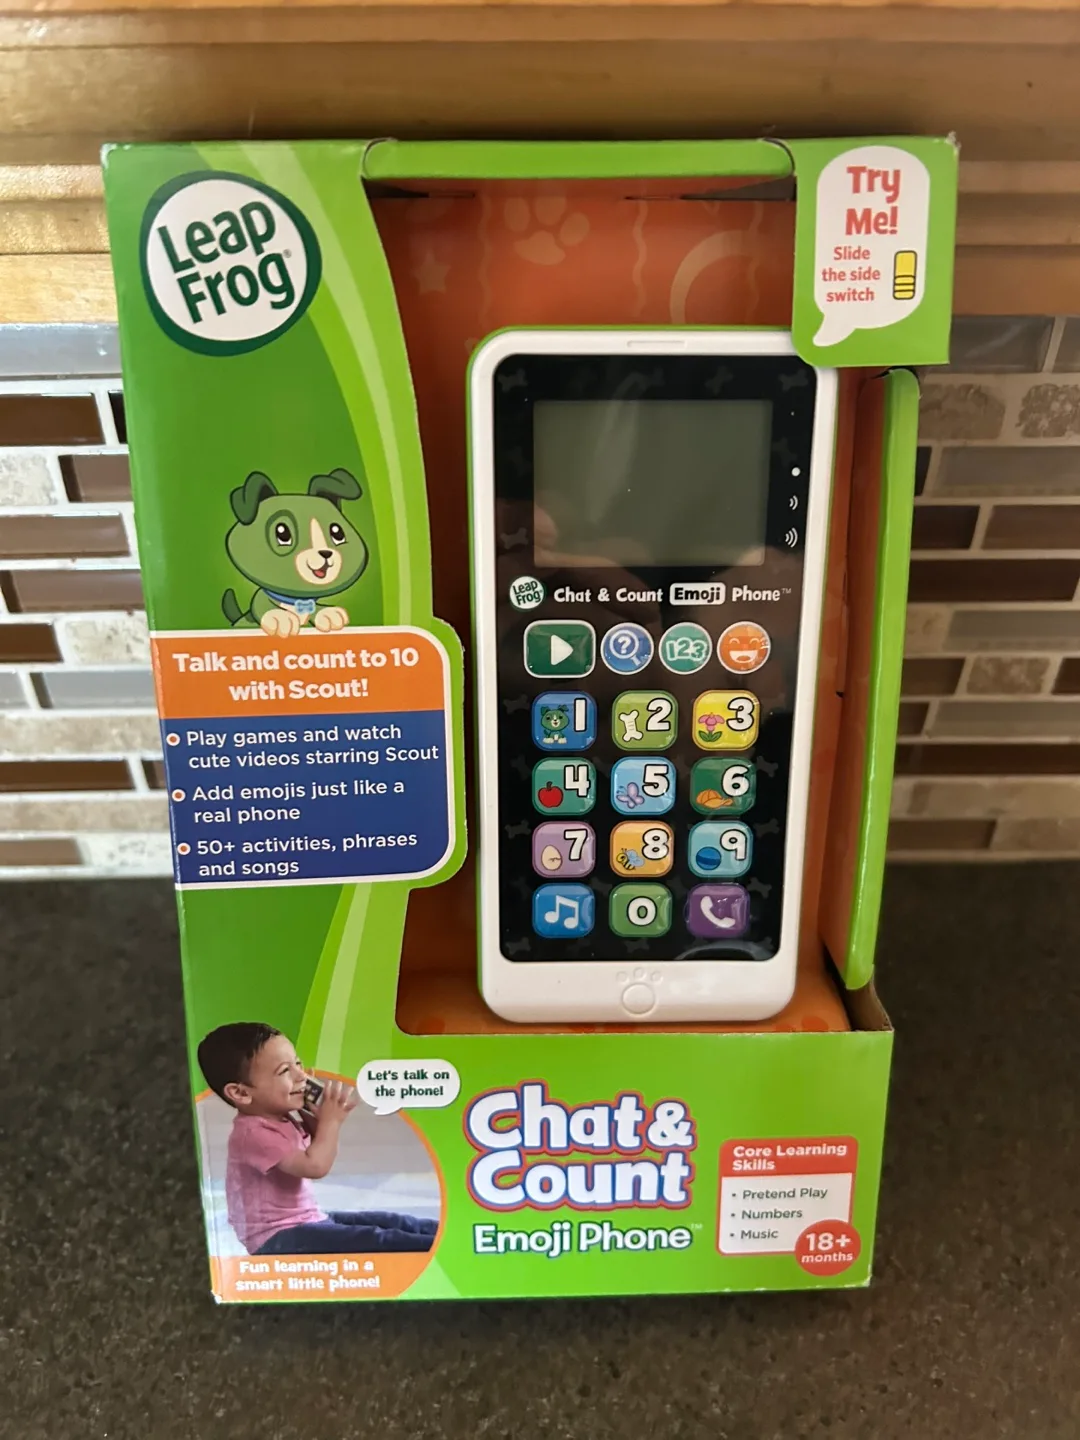 Leap
Frog®
Try
Me!
Slide
the side
switch
Talk and count to 10
with Scout!
Play games and watch
cute videos starring Scout
Add emojis just like a
real phone
50+ activities, phrases
and songs
Leap
Frog
Chat & Count Emoji Phone™
?
123
1
2
3
4
5
6
7
8
9
0
Let's talk on
the phone!
Fun learning in a
smart little phone!
Chat &
Count
Emoji Phone™
Core Learning
Skills
• Pretend Play
• Numbers
• Music
18+
months